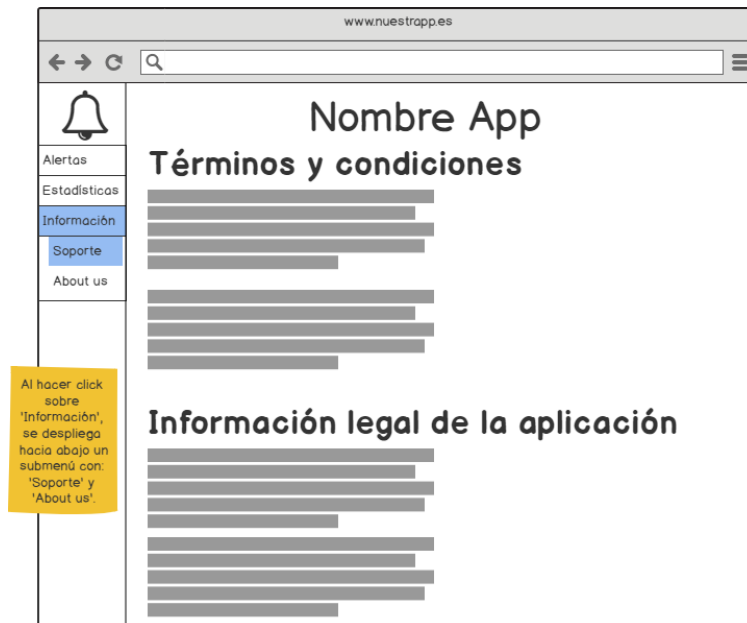 www.nuestrapp.es
Nombre App
Alertas
Estadísticas
Información
Soporte
About us
Términos y condiciones
Información legal de la aplicación
Al hacer click
sobre
'Información',
se despliega
hacia abajo un
submenú con:
'Soporte' y
'About us'.